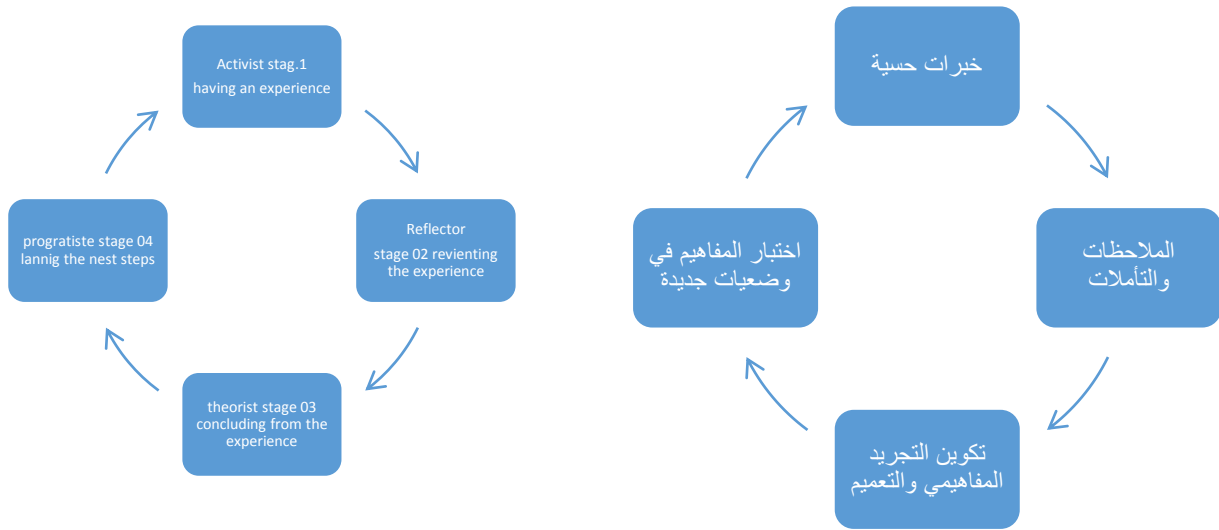 Activist stag.1
having an experience
Reflector
stage 02 revienting
the experience
theorist stage 03
concluding from the
experience
progratiste stage 04
lannig the nest steps
خبرات حسية
الملاحظات
والتأملات
تكوين التجريد
المفاهيمي والتعميم
اختبار المفاهيم في
وضعيات جديدة